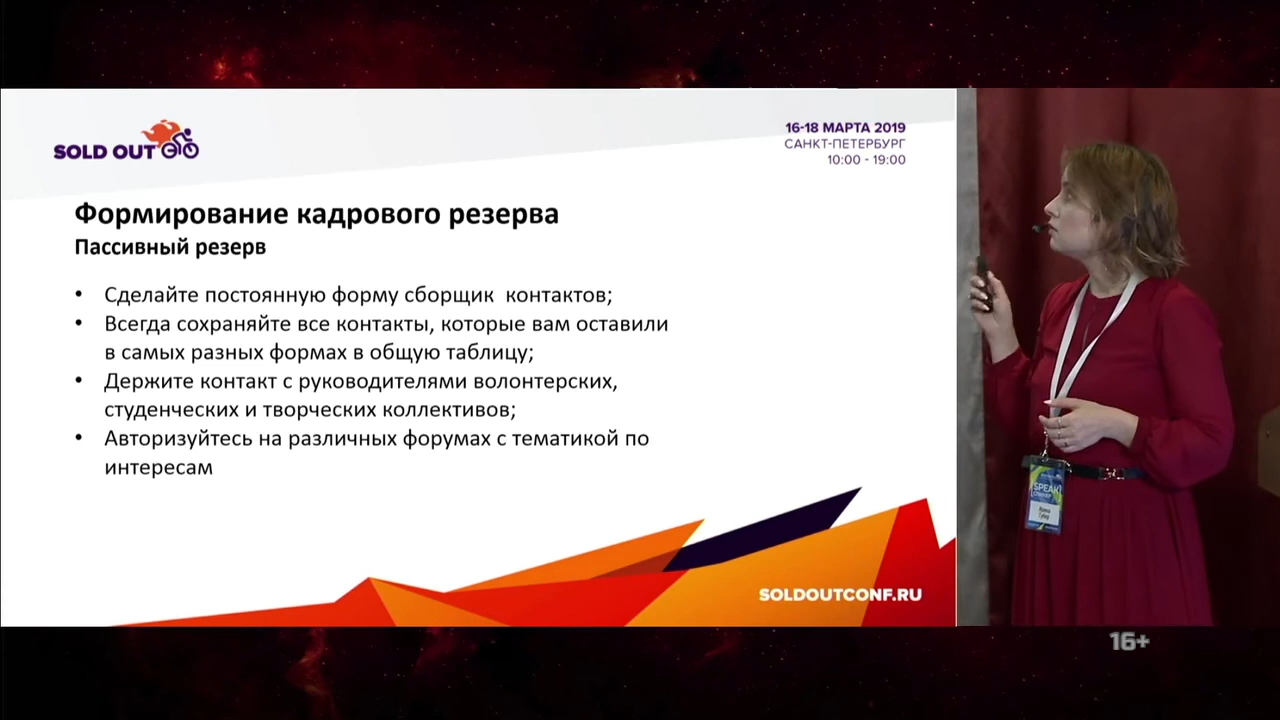 SOLD OUT
16-18 МАРТА 2019
САНКТ-ПЕТЕРБУРГ
10:00 - 19:00
Формирование кадрового резерва
Пассивный резерв
• Сделайте постоянную форму сборщик контактов;
• Всегда сохраняйте все контакты, которые вам оставили
в самых разных формах в общую таблицу;
• Держите контакт с руководителями волонтерских,
студенческих и творческих коллективов;
• Авторизуйтесь на различных форумах с тематикой по
интересам
SOLDOUTCONF.RU
SPEAK
16+